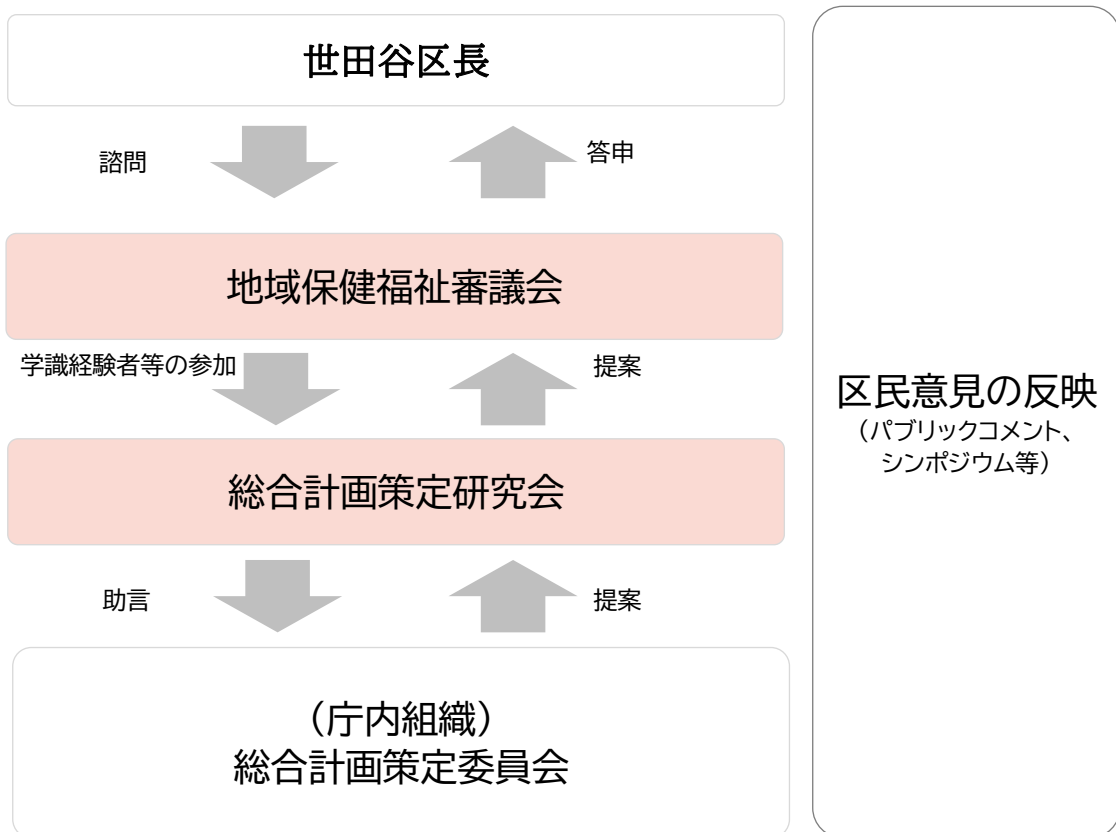 世田谷区長
諮問
答申
地域保健福祉審議会
学識経験者等の参加
提案
総合計画策定研究会
助言
提案
（庁内組織）
総合計画策定委員会
区民意見の反映
（パブリックコメント、
シンポジウム等）